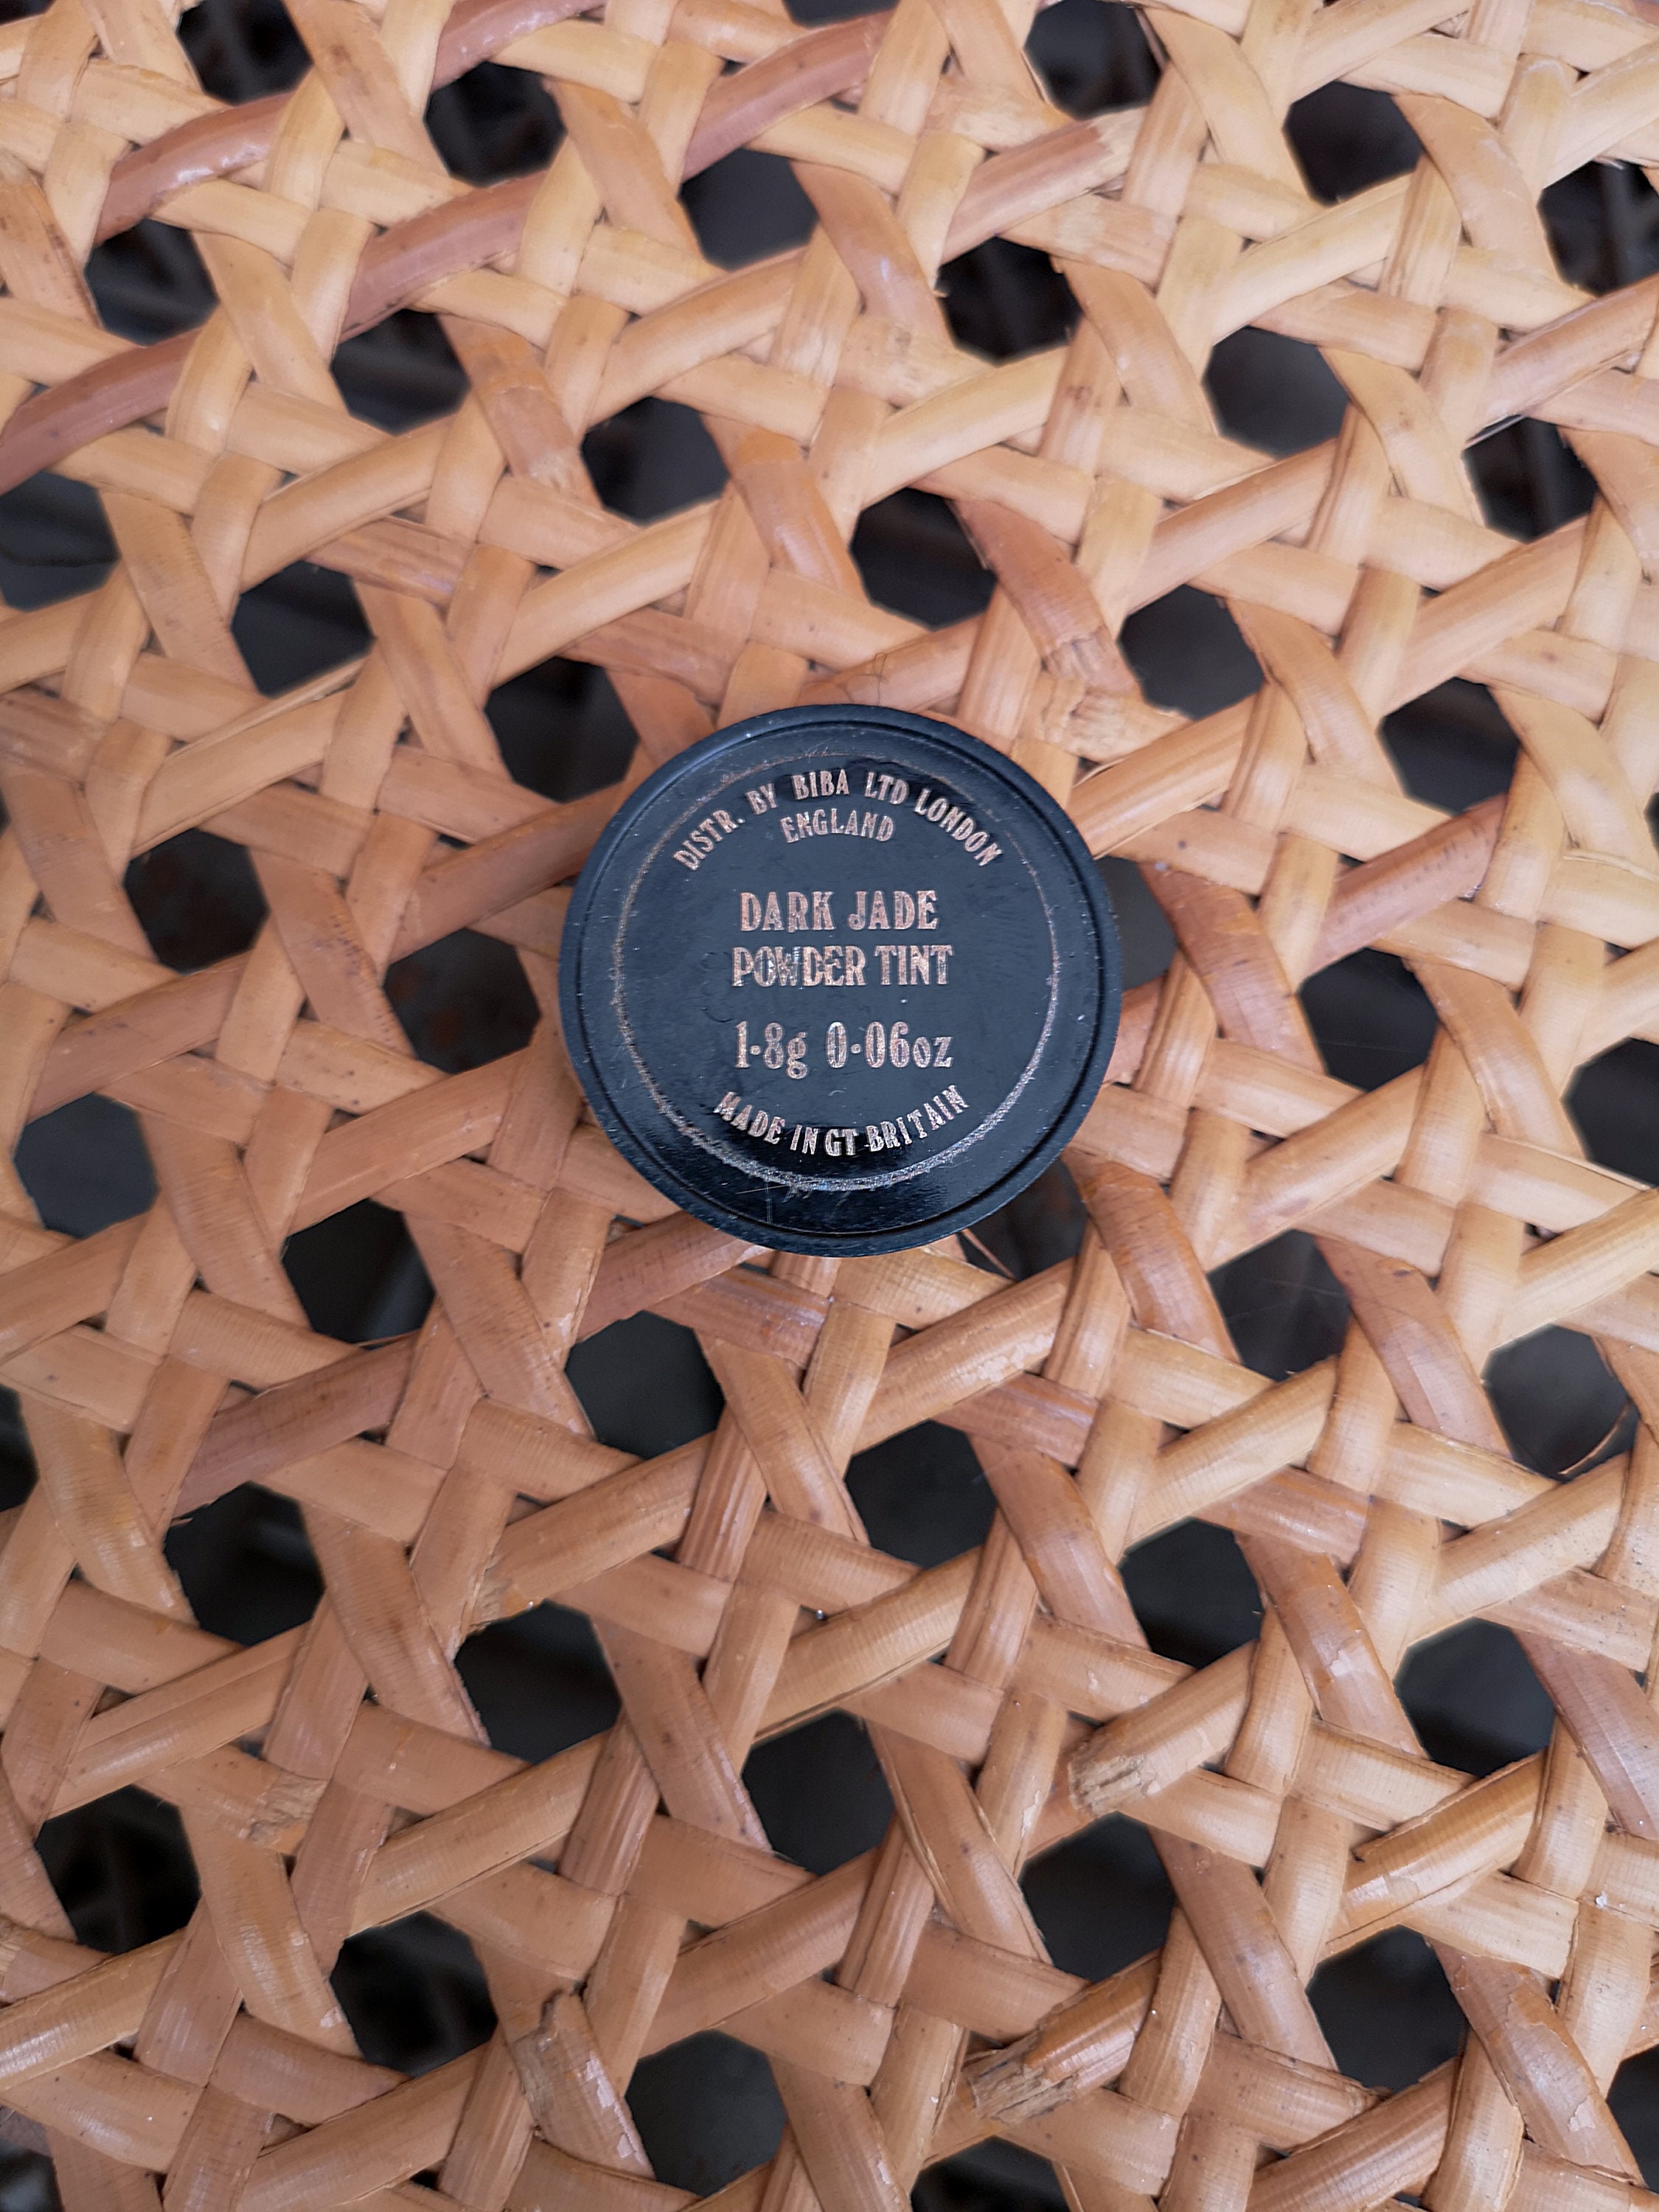 DISTR. BY BIBA LTD LONDON
ENGLAND
DARK JADE
POWDER TINT
1·8g 0·06oz
MADE IN GT BRITAIN